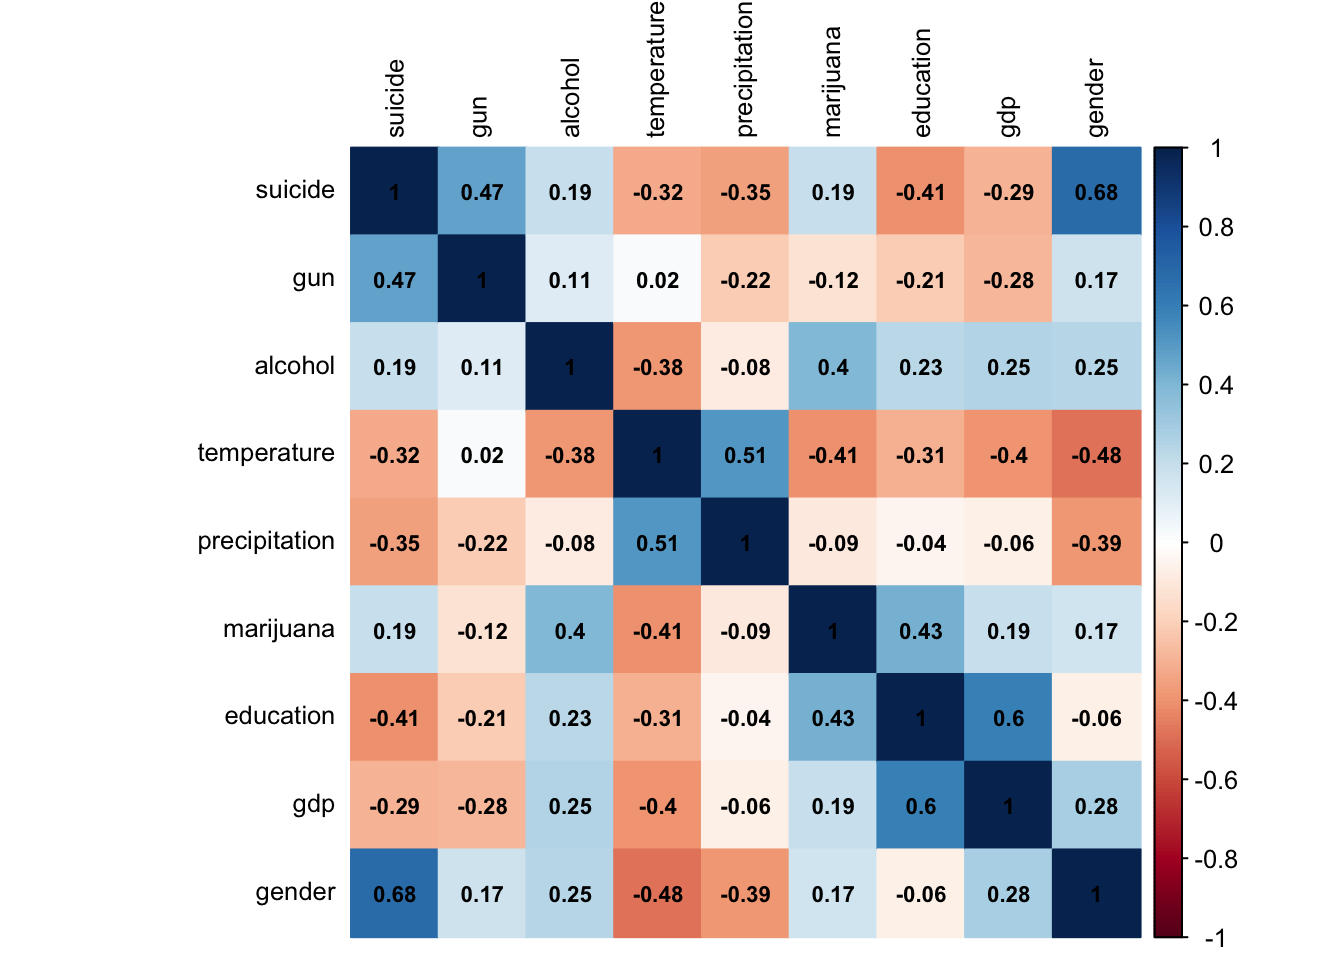 suicide gun alcohol temperature precipitation marijuana education gdp gender
suicide 1 0.47 0.19 -0.32 -0.35 0.19 -0.41 -0.29 0.68
gun 0.47 1 0.11 0.02 -0.22 -0.12 -0.21 -0.28 0.17
alcohol 0.19 0.11 1 -0.38 -0.08 0.4 0.23 0.25 0.25
temperature -0.32 0.02 -0.38 1 0.51 -0.41 -0.31 -0.4 -0.48
precipitation -0.35 -0.22 -0.08 0.51 1 -0.09 -0.04 -0.06 -0.39
marijuana 0.19 -0.12 0.4 -0.41 -0.09 1 0.43 0.19 0.17
education -0.41 -0.21 0.23 -0.31 -0.04 0.43 1 0.6 -0.06
gdp -0.29 -0.28 0.25 -0.4 -0.06 0.19 0.6 1 0.28
gender 0.68 0.17 0.25 -0.48 -0.39 0.17 -0.06 0.28 1
1
0.8
0.6
0.4
0.2
0
-0.2
-0.4
-0.6
-0.8
-1